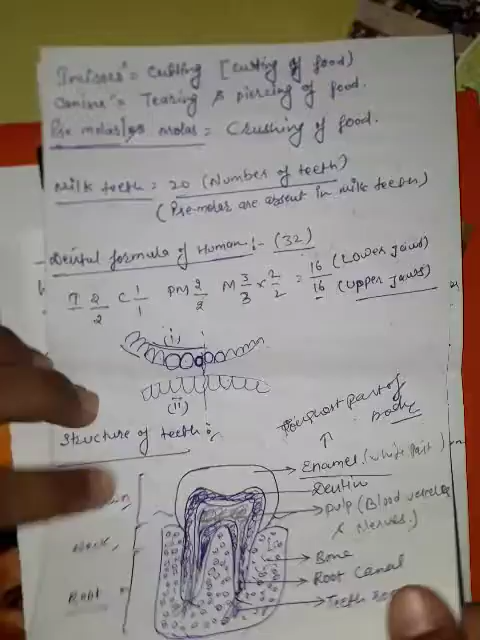 Incisors = Cutting [Cutting of food)
Canine = Tearing & piercing of food.
Pre molars/ molas = Crushing of food.
Milk teeth = 20 (Number of teeth)
(Pre-molar are absent in milk teeth)
Dental formula of Human :- (32)
I 2/2 C 1/1 PM 2/2 M 3/3 x 2/2 = 16/16 (Lower jaws) (Upper jaws)
(i)
(ii)
Structure of teeth :
part of
Body
Enamel (white part)
Dentin
pulp (Blood vessels
& Nerves.)
Neck
Bone
Root Canal
Root
Teeth